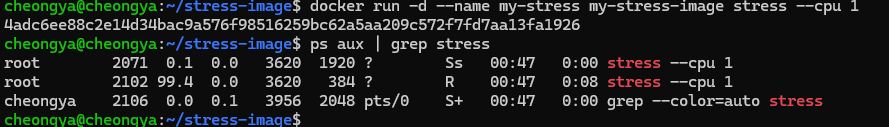 cheongya@cheongya:~/stress-image$ docker run -d --name my-stress my-stress-image stress --cpu 1
4adc6ee88c2e14d34bac9a576f98516259bc62a5aa209c572f7fd7aa13fa1926
cheongya@cheongya:~/stress-image$ ps aux | grep stress
root        2071  0.1  0.0   3620  1920 ?        Ss   00:47   0:00 stress --cpu 1
root        2102 99.4  0.0   3620   384 ?        R    00:47   0:08 stress --cpu 1
cheongya    2106  0.0  0.1   3956  2048 pts/0    S+   00:47   0:00 grep --color=auto stress
cheongya@cheongya:~/stress-image$